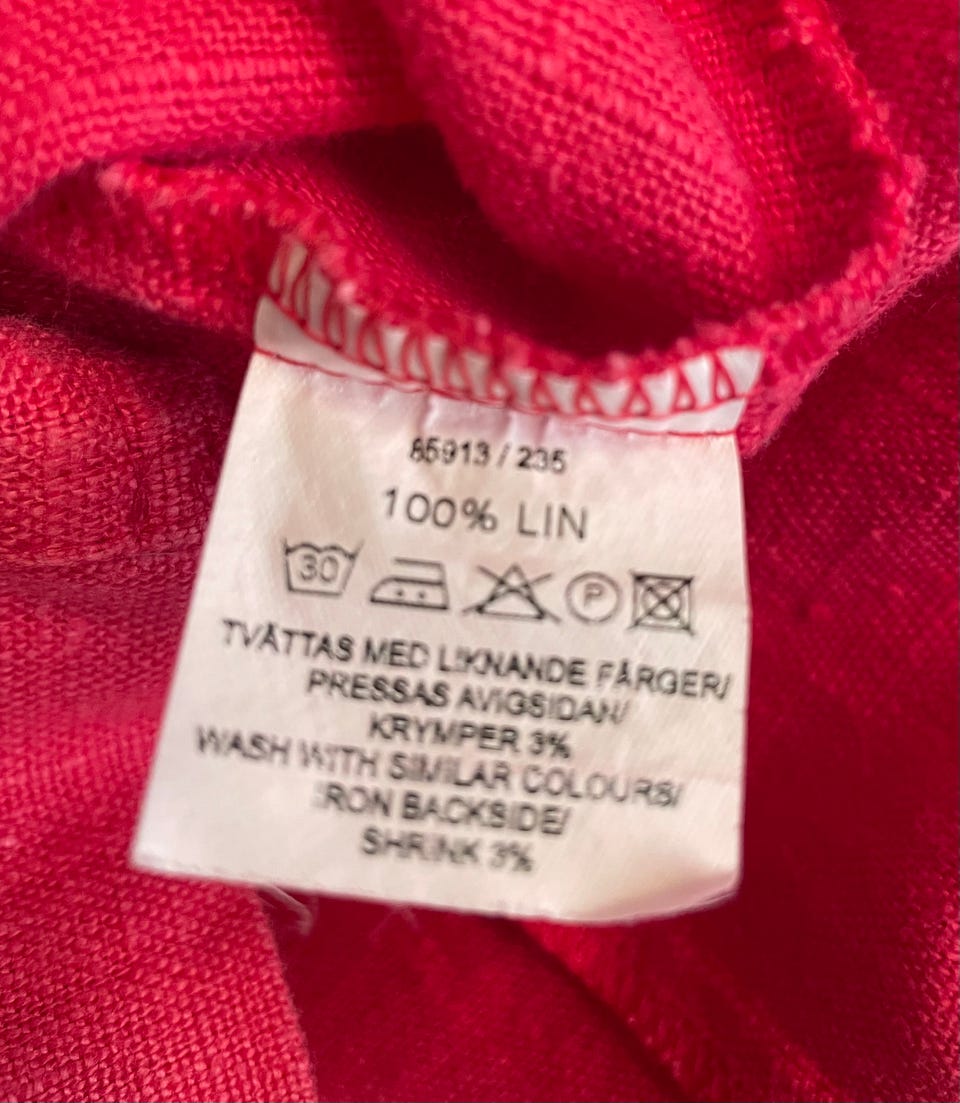 85913 / 235
100% LIN
30 P
TVÄTTAS MED LIKNANDE FÄRGER/
PRESSAS AVIGSIDAN/
KRYMPER 3%
WASH WITH SIMILAR COLOURS/
IRON BACKSIDE/
SHRINK 3%